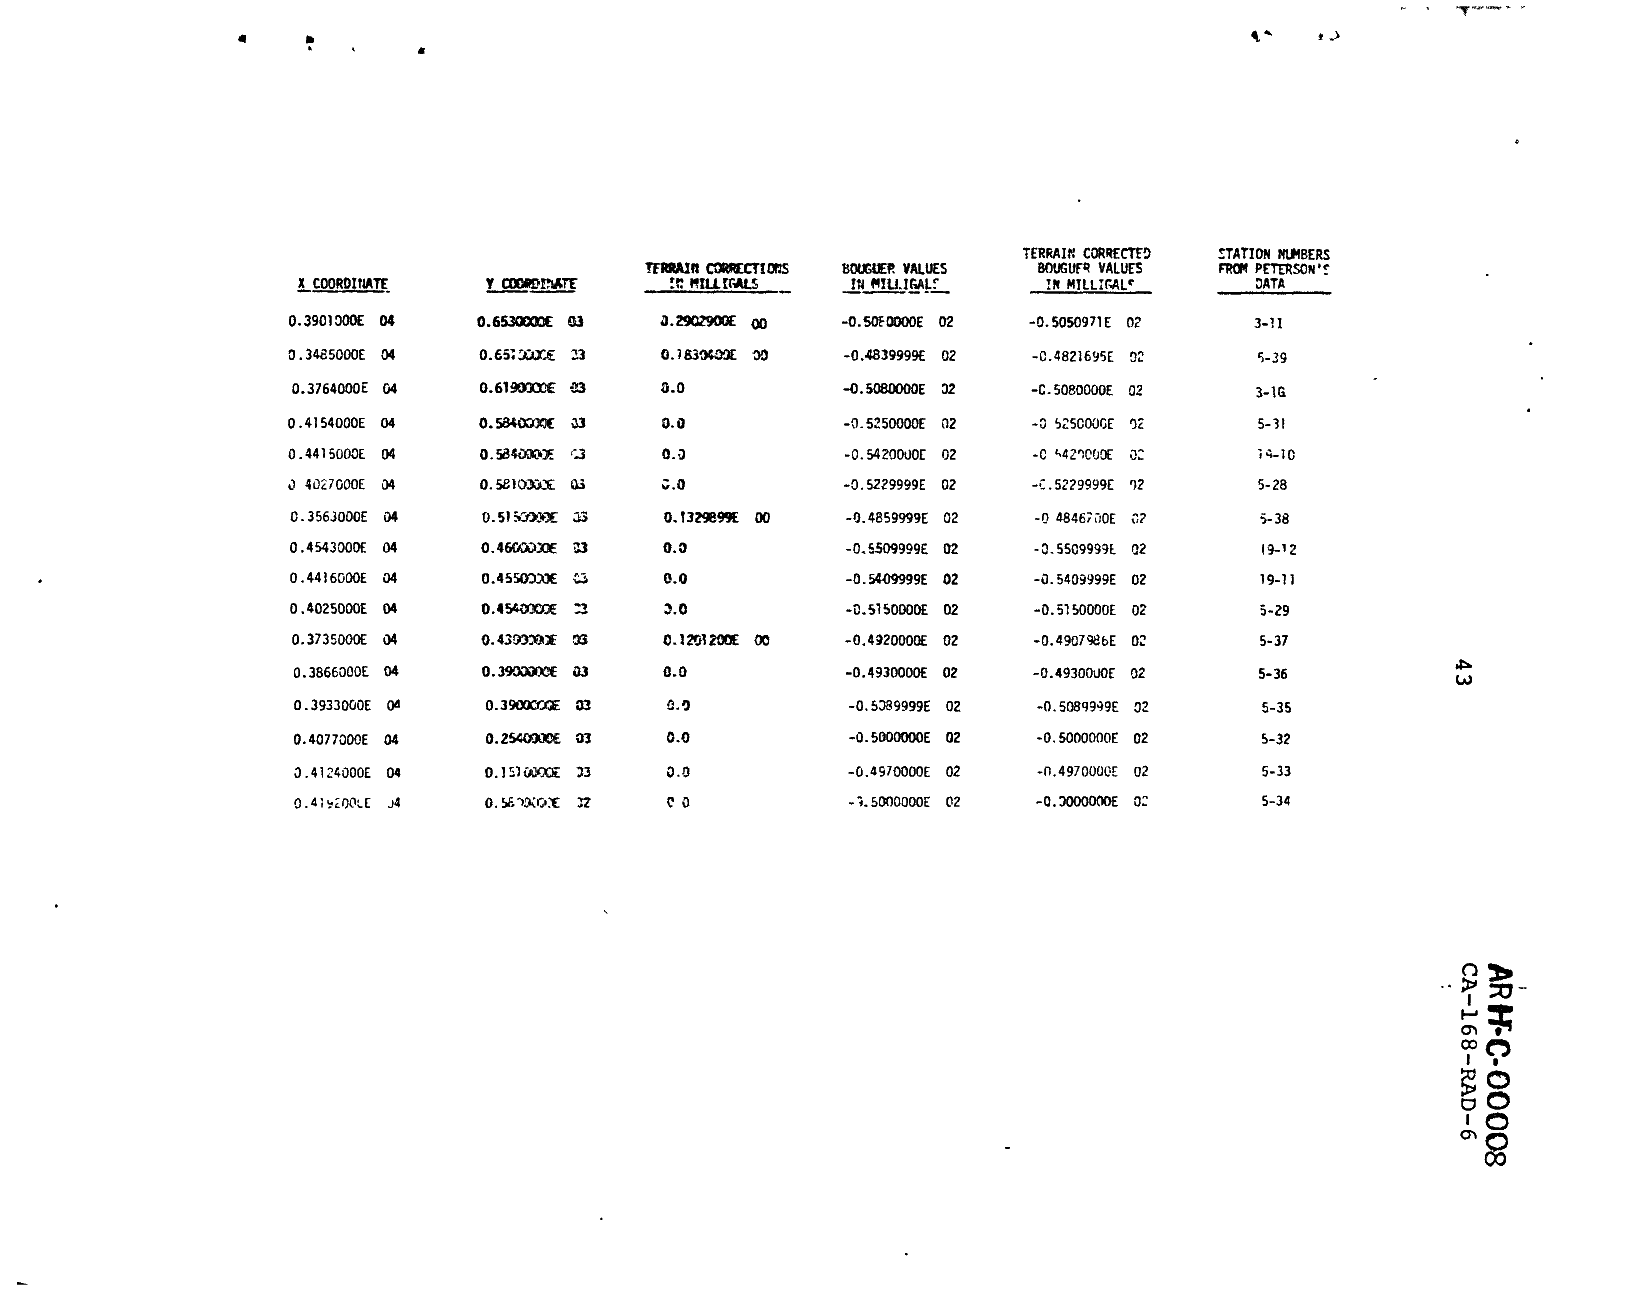 X COORDINATE Y COORDINATE TERRAIN CORRECTIONS IN MILLIGALS BOUGUER VALUES IN MILLIGALS TERRAIN CORRECTED BOUGUER VALUES IN MILLIGALS STATION NUMBERS FROM PETERSON'S DATA
0.3901000E 04 0.6530000E 03 0.2902900E 00 -0.5080000E 02 -0.5050971E 02 3-11
0.3485000E 04 03 0.1830400E 00 -0.4839999E 02 -0.4821695E 02 5-39
0.3764000E 04 0.6190000E 03 0.0 -0.5080000E 02 -0.5080000E 02 3-10
0.4154000E 04 0.5840000E 03 0.0 -0.5250000E 02 -0.5250000E 02 5-31
0.4415000E 04 0.5840000E 03 0.0 -0.5420000E 02 -0.5420000E 02 19-10
0.4027000E 04 0.5810000E 03 0.0 -0.5229999E 02 -0.5229999E 02 5-28
0.3563000E 04 03 0.1329899E 00 -0.4859999E 02 -0.4846700E 02 5-38
0.4543000E 04 0.4600000E 03 0.0 -0.5509999E 02 -0.5509999E 02 19-12
0.4416000E 04 0.4550000E 03 0.0 -0.5409999E 02 -0.5409999E 02 19-11
0.4025000E 04 0.4540000E 03 0.0 -0.5150000E 02 -0.5150000E 02 5-29
0.3735000E 04 03 0.1201200E 00 -0.4920000E 02 -0.4907986E 02 5-37
0.3866000E 04 0.3900000E 03 0.0 -0.4930000E 02 -0.4930000E 02 5-36
0.3933000E 04 0.3900000E 03 0.0 -0.5089999E 02 -0.5089999E 02 5-35
0.4077000E 04 0.2540000E 03 0.0 -0.5000000E 02 -0.5000000E 02 5-32
0.4124000E 04 03 0.0 -0.4970000E 02 -0.4970000E 02 5-33
04 02 0.0 -0.5000000E 02 02 5-34
43
ARH-C-00008
CA-168-RAD-6